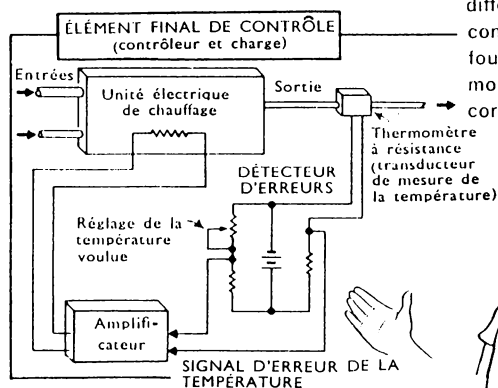 ÉLÉMENT FINAL DE CONTRÔLE
(contrôleur et charge)
Entrées
Unité électrique
de chauffage
Sortie
Thermomètre
à résistance
(transducteur
de mesure de
la température)
DÉTECTEUR
D'ERREURS
Réglage de la
température
voulue
Amplifi-
cateur
SIGNAL D'ERREUR DE LA
TEMPÉRATURE